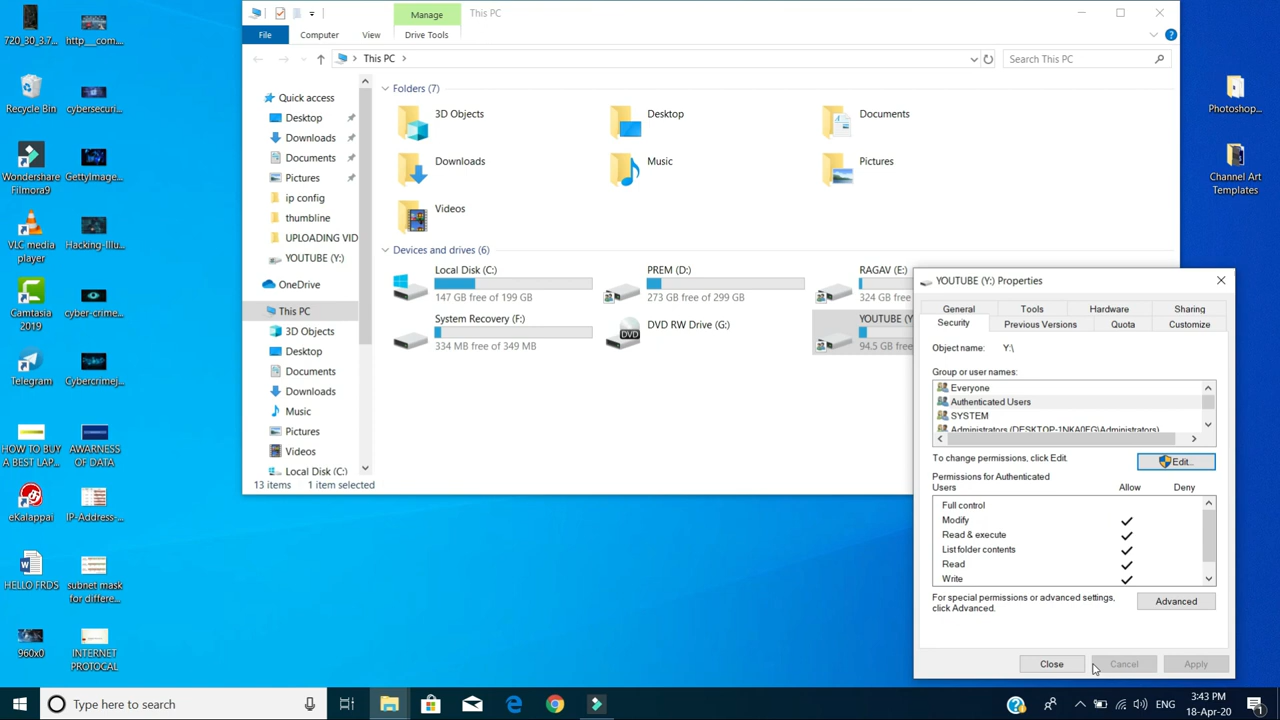 Manage
This PC
File
Computer
View
Drive Tools
This PC
Search This PC
Quick access
Desktop
Downloads
Documents
Pictures
ip config
thumbline
UPLOADING VID
YOUTUBE (Y:)
OneDrive
This PC
3D Objects
Desktop
Documents
Downloads
Music
Pictures
Videos
Local Disk (C:)
Folders (7)
3D Objects
Desktop
Documents
Downloads
Music
Pictures
Videos
Devices and drives (6)
Local Disk (C:)
147 GB free of 199 GB
PREM (D:)
273 GB free of 299 GB
RAGAV (E:)
324 GB free
System Recovery (F:)
334 MB free of 349 MB
DVD RW Drive (G:)
YOUTUBE (Y
94.5 GB free
13 items
1 item selected
YOUTUBE (Y:) Properties
General
Tools
Hardware
Sharing
Security
Previous Versions
Quota
Customize
Object name: Y:\
Group or user names:
Everyone
Authenticated Users
SYSTEM
Administrators (DESKTOP-1NKA0FG\Administrators)
To change permissions, click Edit.
Edit...
Permissions for Authenticated
Users
Allow
Deny
Full control
Modify
Read & execute
List folder contents
Read
Write
For special permissions or advanced settings,
click Advanced.
Advanced
Close
Cancel
Apply
720_30_3.7...
http___com...
Recycle Bin
cybersecuri...
Wondershare
Filmora9
GettyImage...
VLC media
player
Hacking-Illu...
Camtasia
2019
cyber-crime...
Telegram
Cybercrimej...
HOW TO BUY
A BEST LAP...
AWARNESS
OF DATA
eKalappai
IP-Address-...
HELLO FRDS
subnet mask
for differe...
960x0
INTERNET
PROTOCAL
Photoshop...
Channel Art
Templates
Type here to search
ENG
3:43 PM
18-Apr-20
1